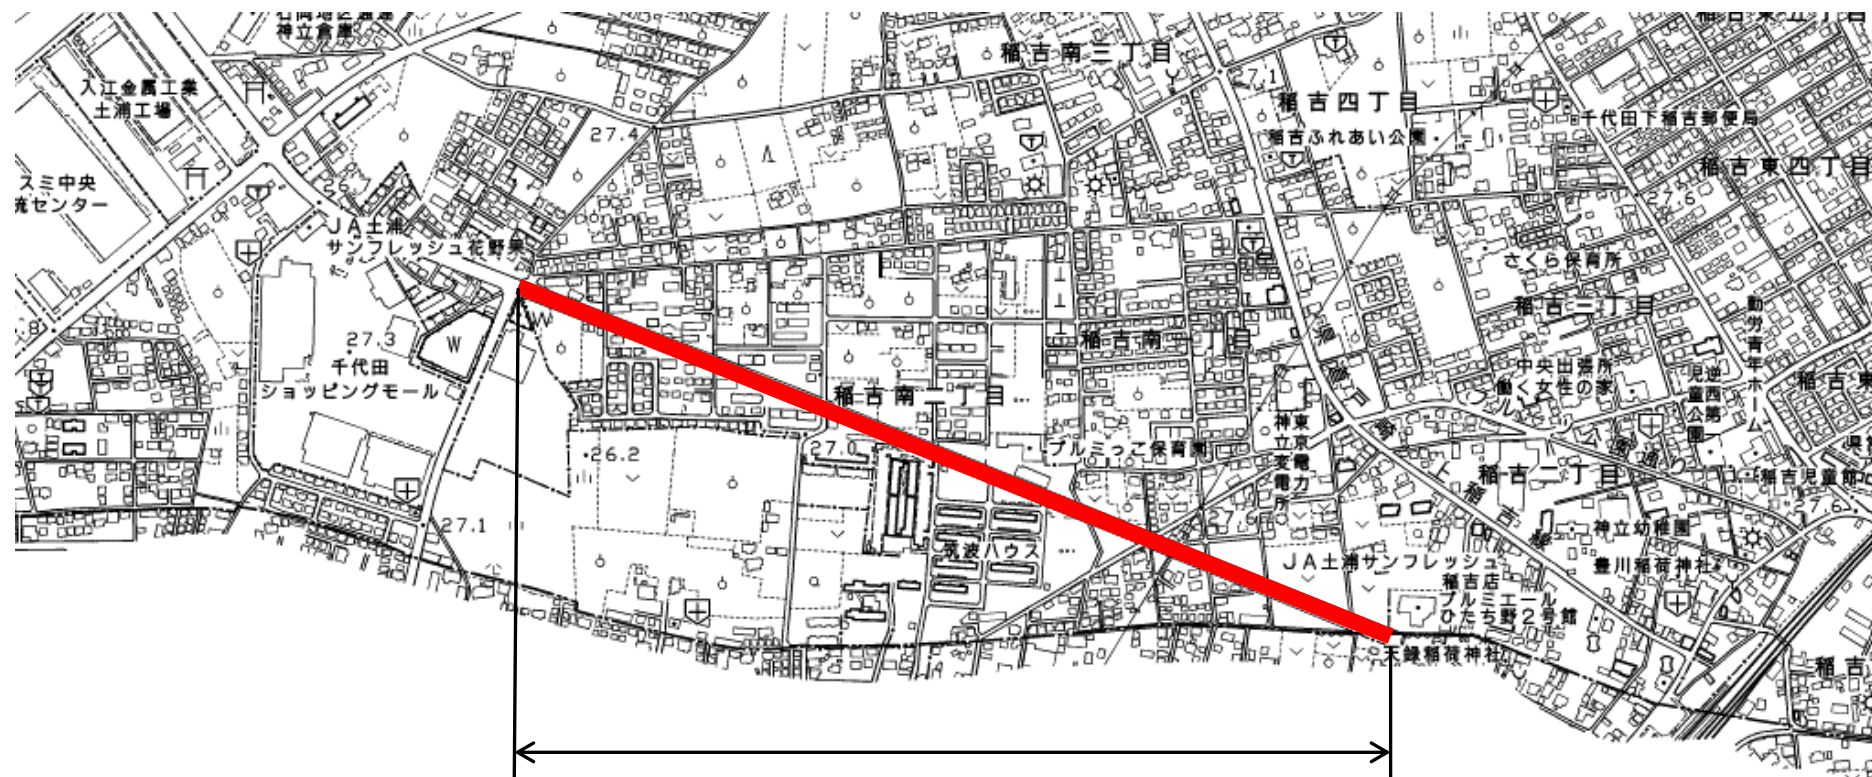 神立倉庫
入江金属工業
土浦工場
スミ中央
流センター
JA土浦
サンフレッシュ花野果
27.4
27.3
千代田
ショッピングモール
W
W
26.2
27.1
27.0
稲吉南三丁目
27.1
稲吉四丁目
稲吉ふれあい公園
千代田下稲吉郵便局
稲吉東五丁目
稲吉東四丁目
27.6
さくら保育所
稲吉三丁目
勤労青年ホーム
中央出張所
働く女性の家
逆西第
児童公園
稲吉南二丁目
プルミっこ保育園
東京電力
神立変電所
稲吉二丁目
稲吉児童館
27.6
神立幼稚園
豊川稲荷神社
筑波ハウス
JA土浦サンフレッシュ
稲吉店
プルミエール
ひたち野2号館
録稲荷神社
稲吉